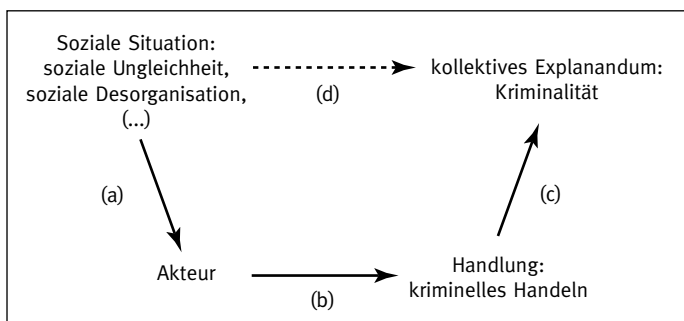 Soziale Situation:
soziale Ungleichheit,
soziale Desorganisation,
(...)
(d)
kollektives Explanandum:
Kriminalität
(a)
(c)
Akteur
(b)
Handlung:
kriminelles Handeln